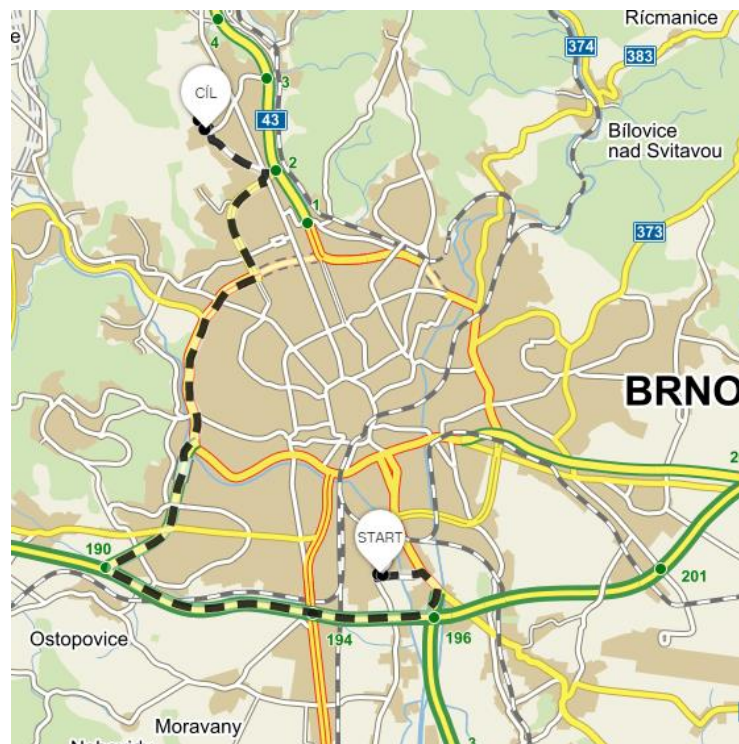 Rícmanice
4
374
383
3
CÍL
43
Bílovice
nad Svitavou
2
1
373
BRNO
START
190
201
Ostopovice
194
196
Moravany
3